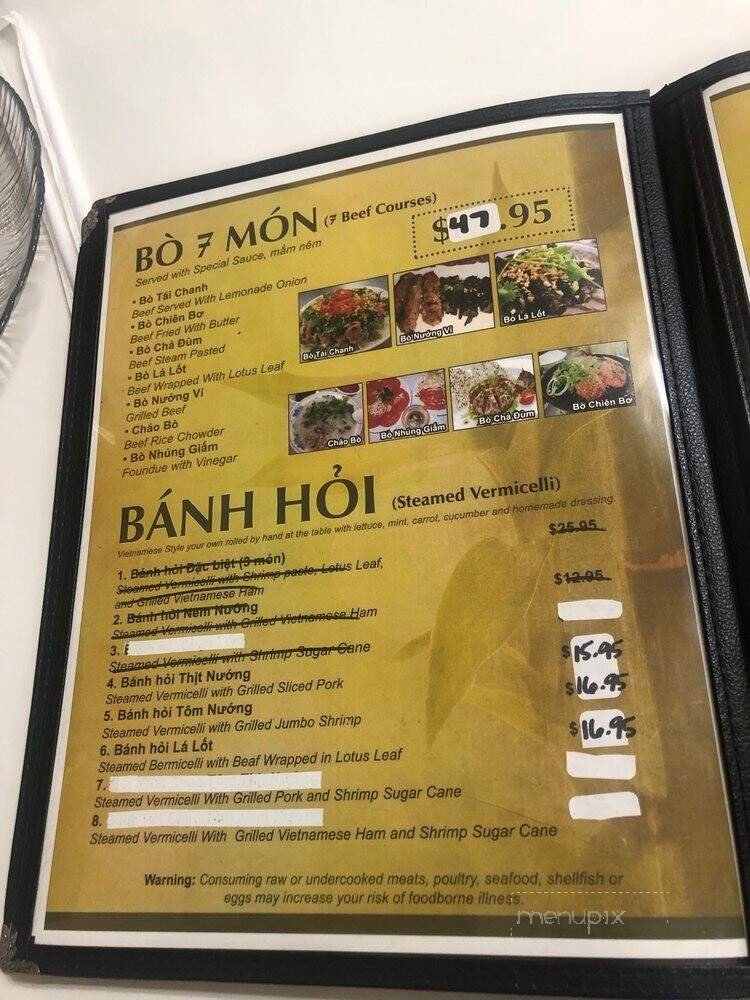 BÒ 7 MÓN (7 Beef Courses)
$47.95
Served with Special Sauce, mắm nêm
• Bò Tái Chanh
Beef Served With Lemonade Onion
• Bò Chiên Bơ
Beef Fried With Butter
• Bò Chả Đùm
Beef Steam Pasted
• Bò Lá Lốt
Beef Wrapped With Lotus Leaf
• Bò Nướng Vỉ
Grilled Beef
• Cháo Bò
Beef Rice Chowder
• Bò Nhúng Giấm
Foundue with Vinegar
Bò Tái Chanh
Bò Nướng Vỉ
Bò Lá Lốt
Cháo Bò
Bò Nhúng Giấm
Bò Chả Đùm
Bò Chiên Bơ
BÁNH HỎI (Steamed Vermicelli)
Vietnamese Style your own rolled by hand at the table with lettuce, mint, carrot, cucumber and homemade dressing.
1. Bánh hỏi Đặc biệt (3 món) $25.95
Steamed Vermicelli with Shrimp paste, Lotus Leaf,
and Grilled Vietnamese Ham
2. Bánh hỏi Nem Nướng $12.95
Steamed Vermicelli with Grilled Vietnamese Ham
3.
Steamed Vermicelli with Shrimp Sugar Cane
4. Bánh hỏi Thịt Nướng $15.95
Steamed Vermicelli with Grilled Sliced Pork
5. Bánh hỏi Tôm Nướng $16.95
Steamed Vermicelli with Grilled Jumbo Shrimp
6. Bánh hỏi Lá Lốt $16.95
Steamed Bermicelli with Beaf Wrapped in Lotus Leaf
7.
Steamed Vermicelli With Grilled Pork and Shrimp Sugar Cane
8.
Steamed Vermicelli With Grilled Vietnamese Ham and Shrimp Sugar Cane
Warning: Consuming raw or undercooked meats, poultry, seafood, shellfish or
eggs may increase your risk of foodborne illness.
menupix